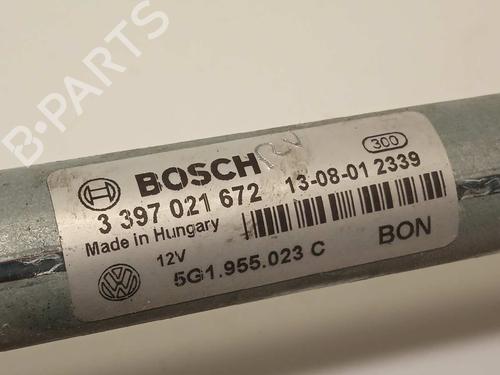 B-PARTS
BOSCH
300
3 397 021 672 13-08-01 2339
Made in Hungary
12V
BON
5G1.955.023 C